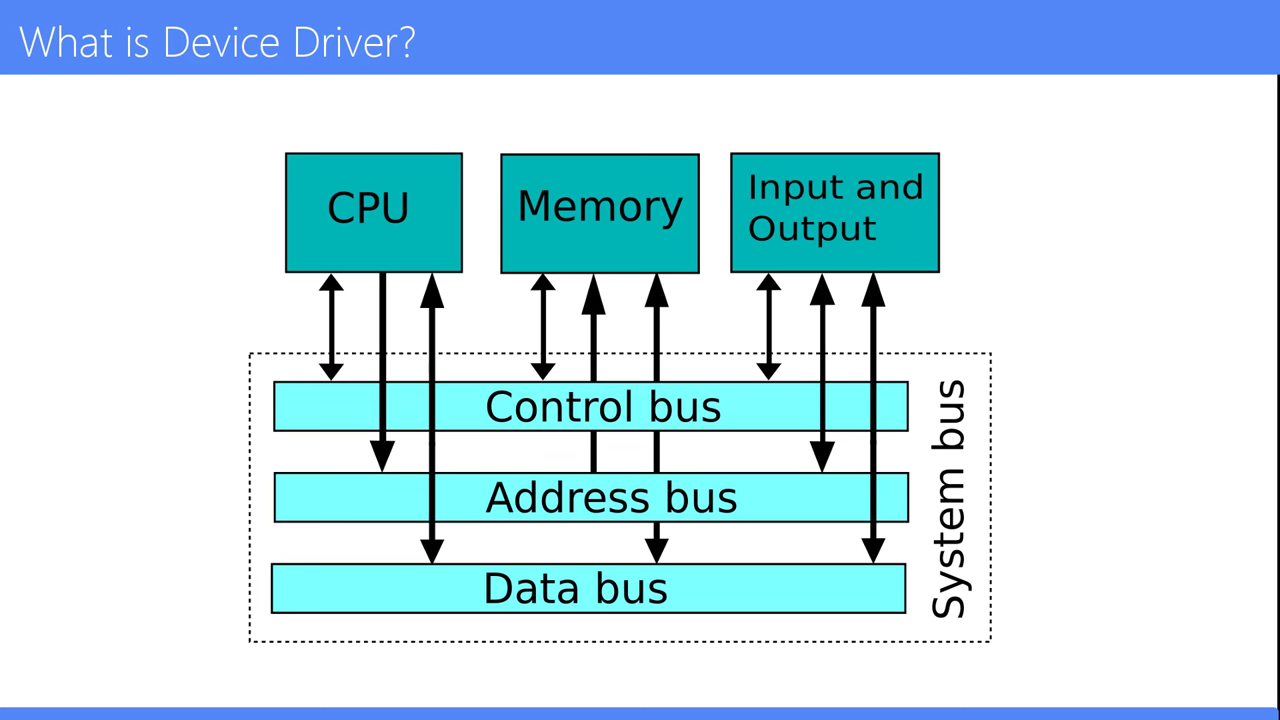 What is Device Driver?
CPU
Memory
Input and
Output
Control bus
Address bus
Data bus
System bus